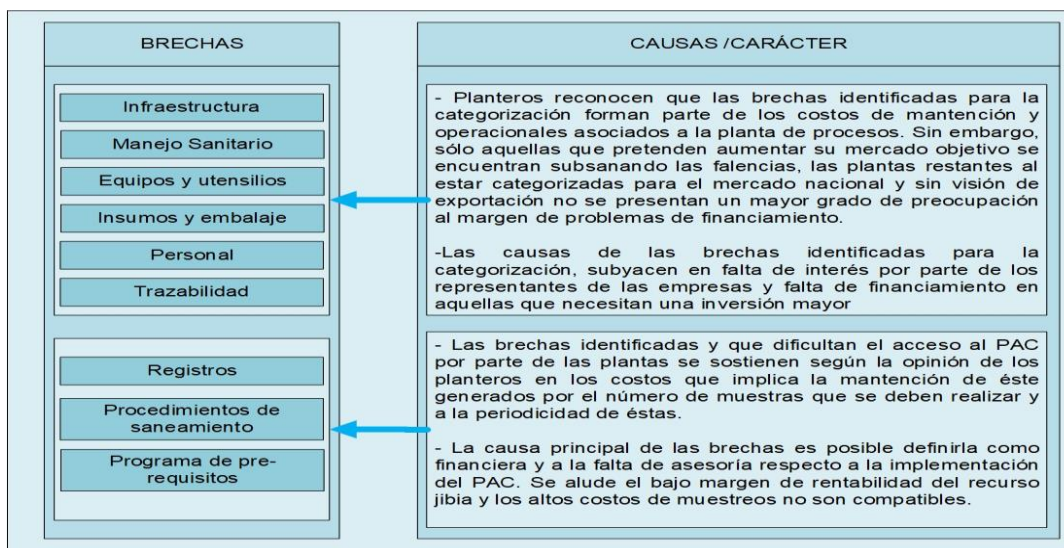 BRECHAS
Infraestructura
Manejo Sanitario
Equipos y utensilios
Insumos y embalaje
Personal
Trazabilidad
Registros
Procedimientos de
saneamiento
Programa de pre-
requisitos
CAUSAS /CARÁCTER
- Planteros reconocen que las brechas identificadas para la
categorización forman parte de los costos de mantención y
operacionales asociados a la planta de procesos. Sin embargo,
sólo aquellas que pretenden aumentar su mercado objetivo se
encuentran subsanando las falencias, las plantas restantes al
estar categorizadas para el mercado nacional y sin visión de
exportación no se presentan un mayor grado de preocupación
al margen de problemas de financiamiento.
-Las causas de las brechas identificadas para la
categorización, subyacen en falta de interés por parte de los
representantes de las empresas y falta de financiamiento en
aquellas que necesitan una inversión mayor
- Las brechas identificadas y que dificultan el acceso al PAC
por parte de las plantas se sostienen según la opinión de los
planteros en los costos que implica la mantención de éste
generados por el número de muestras que se deben realizar y
a la periodicidad de éstas.
- La causa principal de las brechas es posible definirla como
financiera y a la falta de asesoría respecto a la implementación
del PAC. Se alude el bajo margen de rentabilidad del recurso
jibia y los altos costos de muestreos no son compatibles.